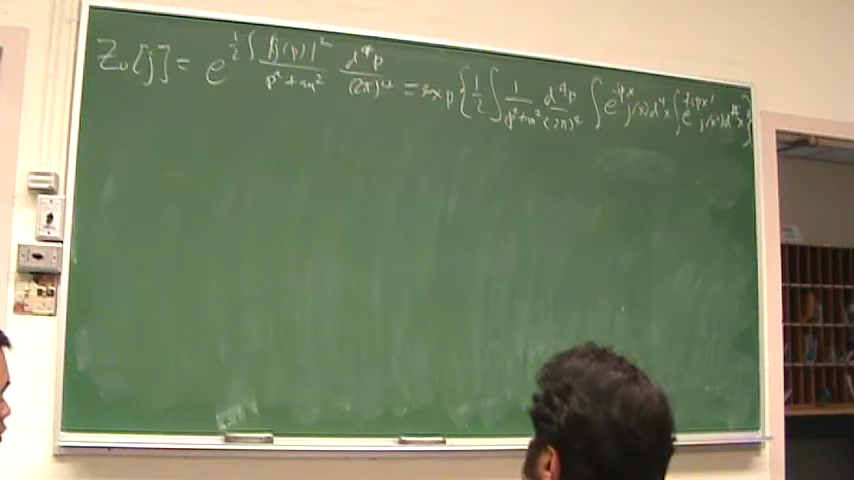 Z₀[j] = e^{½∫ |j(p)|²/(p²+m²) d⁴p/(2π)⁴} = exp{½∫ 1/(p²+m²) d⁴p/(2π)⁴ ∫e^{-ipx} j(x)d⁴x ∫e^{+ipx'} j(x')d⁴x'}